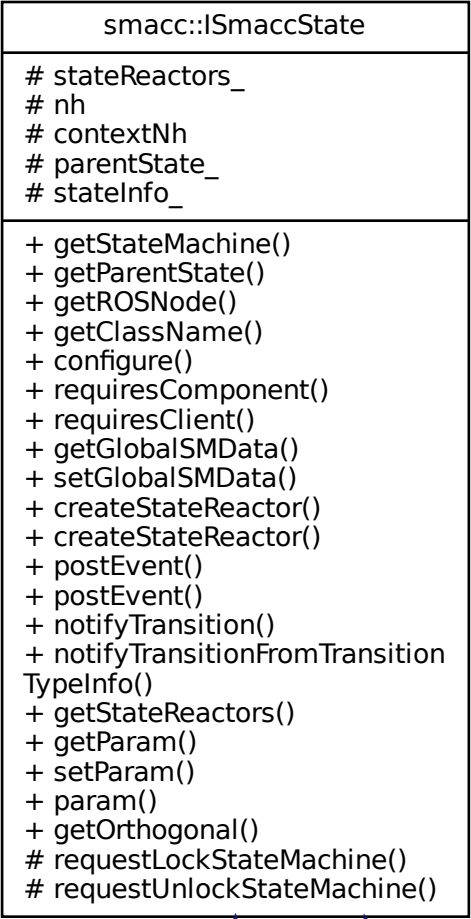 smacc::ISmaccState
# stateReactors_
# nh
# contextNh
# parentState_
# stateInfo_
+ getStateMachine()
+ getParentState()
+ getROSNode()
+ getClassName()
+ configure()
+ requiresComponent()
+ requiresClient()
+ getGlobalSMData()
+ setGlobalSMData()
+ createStateReactor()
+ createStateReactor()
+ postEvent()
+ postEvent()
+ notifyTransition()
+ notifyTransitionFromTransition
TypeInfo()
+ getStateReactors()
+ getParam()
+ setParam()
+ param()
+ getOrthogonal()
# requestLockStateMachine()
# requestUnlockStateMachine()